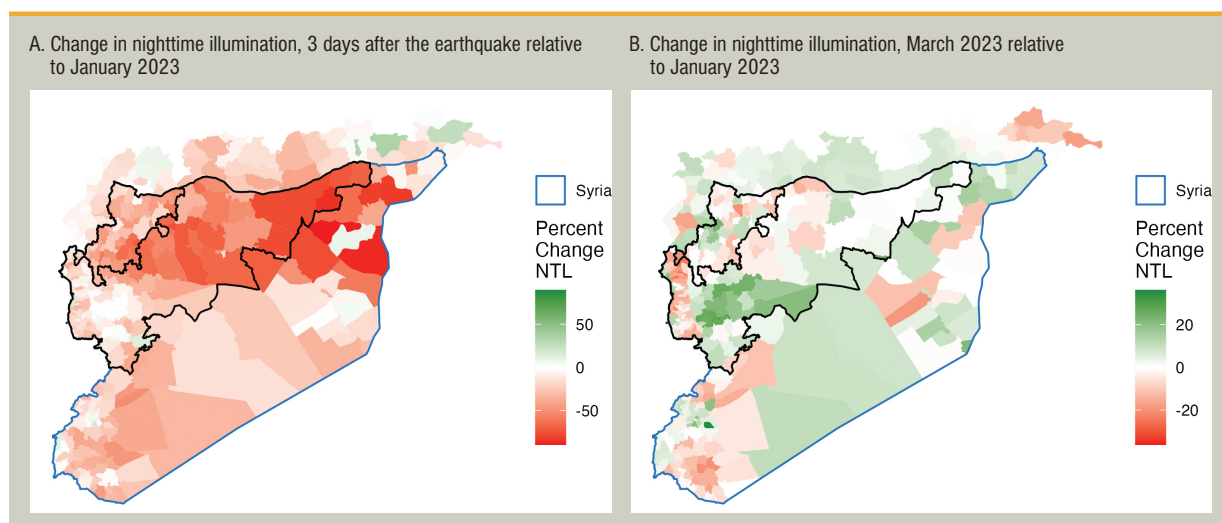 A. Change in nighttime illumination, 3 days after the earthquake relative
to January 2023
Syria
Percent
Change
NTL
50
0
-50
B. Change in nighttime illumination, March 2023 relative
to January 2023
Syria
Percent
Change
NTL
20
0
-20